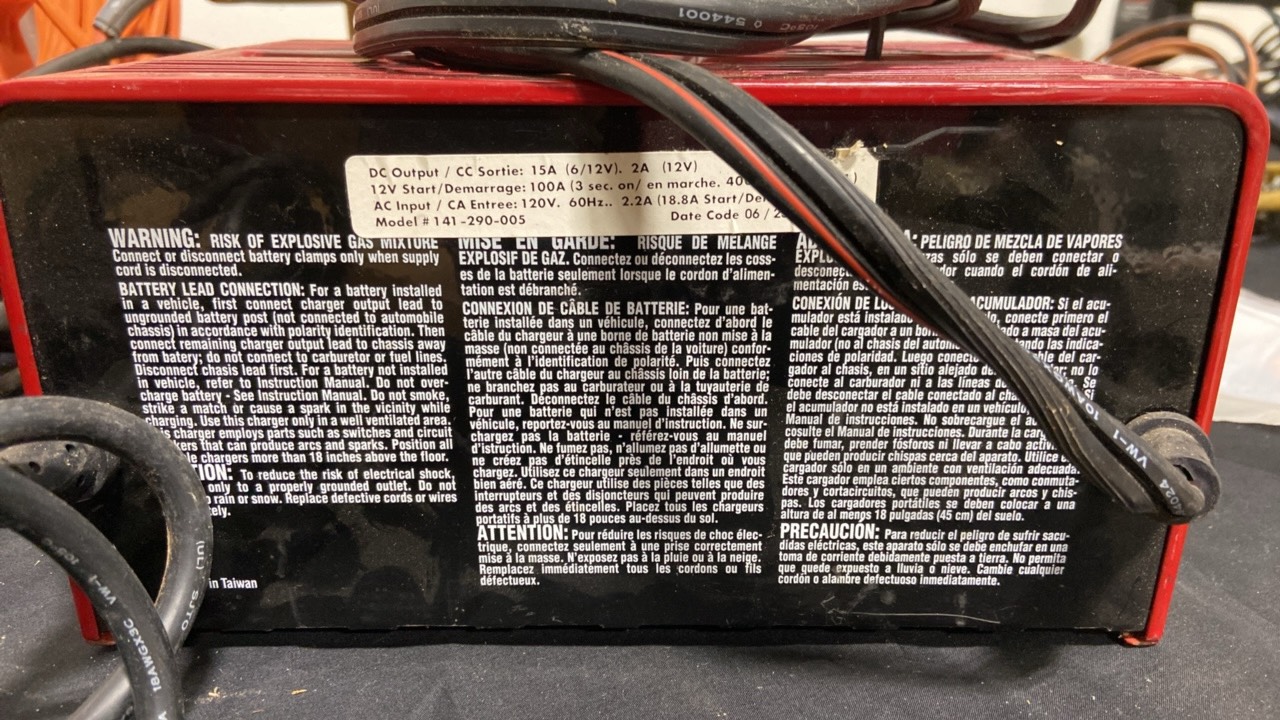 544001
DC Output / CC Sortie: 15A (6/12V). 2A (12V)
12V Start/Demarrage: 100A (3 sec. on/ en marche.
AC Input / CA Entree: 120V. 60Hz.. 2.2A (18.8A
Model # 141-290-005
Date Code 06 /
WARNING: RISK OF EXPLOSIVE GAS MIXTURE
Connect or disconnect battery clamps only when supply
cord is disconnected.
BATTERY LEAD CONNECTION: For a battery installed
in a vehicle, first connect charger output lead to
ungrounded battery post (not connected to automobile
chassis) in accordance with polarity identification. Then
connect remaining charger output lead to chassis away
from batery; do not connect to carburetor or fuel lines.
Disconnect chasis lead first. For a battery not installed
in vehicle, refer to Instruction Manual. Do not over-
charge battery - See Instruction Manual. Do not smoke,
strike a match or cause a spark in the vicinity while
charging. Use this charger only in a well ventilated area.
charger employs parts such as switches and circuit
that can produce arcs and sparks. Position all
chargers more than 18 inches above the floor.
To reduce the risk of electrical shock,
only to a properly grounded outlet. Do not
rain or snow. Replace defective cords or wires
in Taiwan
MISE EN GARDE: RISQUE DE MELANGE
EXPLOSIF DE GAZ. Connectez ou déconnectez les coss-
es de la batterie seulement lorsque le cordon d'alimen-
tation est débranché.
CONNEXION DE CÂBLE DE BATTERIE: Pour une bat-
terie installée dans un véhicule, connectez d'abord le
câble du chargeur à une borne de batterie non mise à la
masse (non connectée au châssis de la voiture) confor-
mément à l'identification de polarité. Puis connectez
l'autre câble du chargeur au châssis loin de la batterie;
ne branchez pas au carburateur ou à la tuyauterie de
carburant. Déconnectez le câble du châssis d'abord.
Pour une batterie qui n'est pas installée dans un
véhicule, reportez-vous au manuel d'instruction. Ne sur-
chargez pas la batterie - référez-vous au manuel
d'istruction. Ne fumez pas, n'allumez pas d'allumette ou
ne créez pas d'étincelle près de l'endroit où vous
chargez. Utilisez ce chargeur seulement dans un endroit
bien aéré. Ce chargeur utilise des pièces telles que des
interrupteurs et des disjoncteurs qui peuvent produire
des arcs et des étincelles. Placez tous les chargeurs
portatifs à plus de 18 pouces au-dessus du sol.
ATTENTION: Pour réduire les risques de choc élec-
trique, connectez seulement à une prise correctement
mise à la masse. N'exposez pas à la pluie ou à la neige.
Remplacez immédiatement tous les cordons ou fils
défectueux.
PELIGRO DE MEZCLA DE VAPORES
sólo se deben conectar o
cuando el cordón de ali-
CONEXIÓN DE ACUMULADOR: Si el acu-
mulador está conecte primero el
cable del cargador a un a masa del acu-
mulador (no al chasis del las indica-
ciones de polaridad. Luego del car-
gador al chasis, en un sitio alejado no lo
conecte al carburador ni a las líneas Se
debe desconectar el cable conectado al
el acumulador no está instalado en un vehículo,
Manual de instrucciones. No sobrecargue el
cosulte el Manual de instrucciones. Durante la
debe fumar, prender fósforos ni llevar a cabo
que pueden producir chispas cerca del aparato. Utilice
cargador sólo en un ambiente con ventilación adecuada.
Este cargador emplea ciertos componentes, como conmuta-
dores y cortacircuitos, que pueden producir arcos y chis-
pas. Los cargadores portátiles se deben colocar a una
altura de al menos 18 pulgadas (45 cm) del suelo.
PRECAUCIÓN: Para reducir el peligro de sufrir sacu-
didas eléctricas, este aparato sólo se debe enchufar en una
toma de corriente debidamente puesta a tierra. No permita
que quede expuesto a lluvia o nieve. Cambie cualquier
cordón o alambre defectuoso inmediatamente.
VW-1
18AWGX3C VW-1
SJTO (UL)